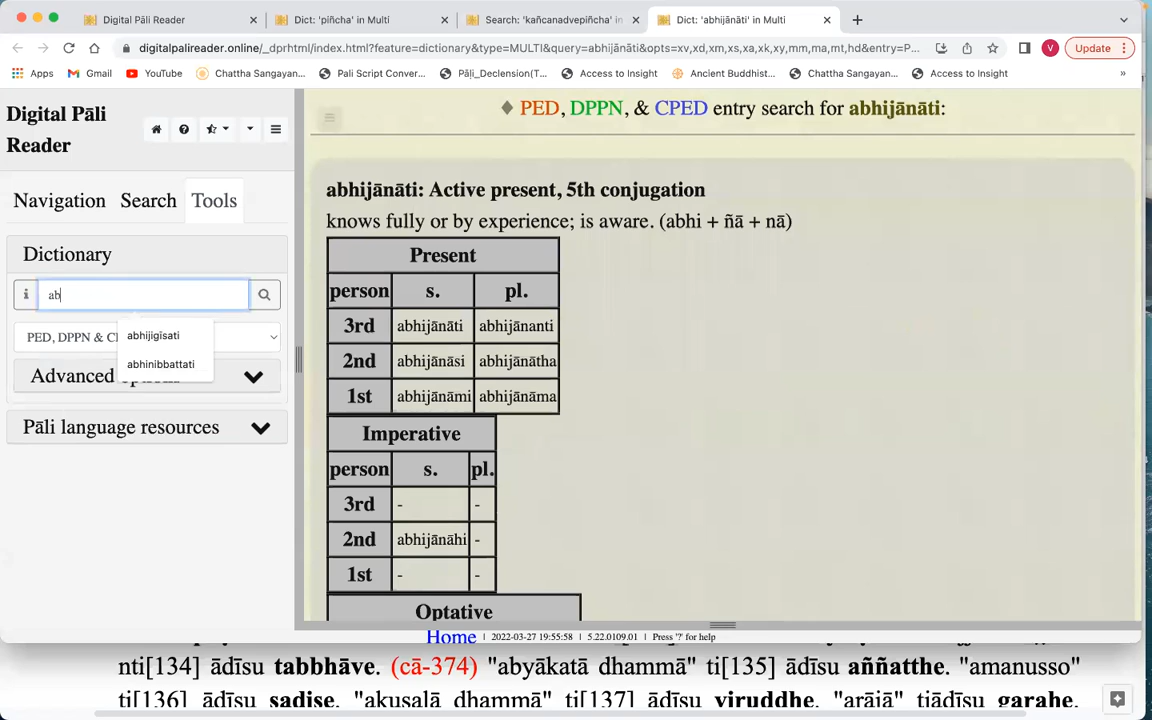 Digital Pāli Reader
Dict: 'piñcha' in Multi
Search: 'kañcanadvepiñcha' in
Dict: 'abhijānāti' in Multi
digitalpalireader.online/_dprhtml/index.html?feature=dictionary&type=MULTI&query=abhijānāti&opts=xv,xd,xm,xs,xa,xk,xy,mm,ma,mt,hd&entry=P...
V
Update
Apps
Gmail
YouTube
Chattha Sangayan...
Pali Script Conver...
Pāḷi_Declension(T...
Access to Insight
Ancient Buddhist...
Chattha Sangayan...
Access to Insight
»
Digital Pāli
Reader
Navigation
Search
Tools
Dictionary
ab
PED, DPPN & CP
abhijigīsati
abhinibbattati
Advanced options
Pāli language resources
♦ PED, DPPN, & CPED entry search for abhijānāti:
abhijānāti: Active present, 5th conjugation
knows fully or by experience; is aware. (abhi + ñā + nā)
Present
person s. pl.
3rd abhijānāti abhijānanti
2nd abhijānāsi abhijānātha
1st abhijānāmi abhijānāma
Imperative
person s. pl.
3rd - -
2nd abhijānāhi -
1st - -
Optative
Home | 2022-03-27 19:55:58 | 5.22.0109.01 | Press '?' for help
nti[134] ādīsu tabbhāve. (cā-374) "abyākatā dhammā" ti[135] ādīsu aññatthe. "amanusso"
ti[136] ādīsu sadise. "akusalā dhammā" ti[137] ādīsu viruddhe. "arājā" tiādīsu garahe.